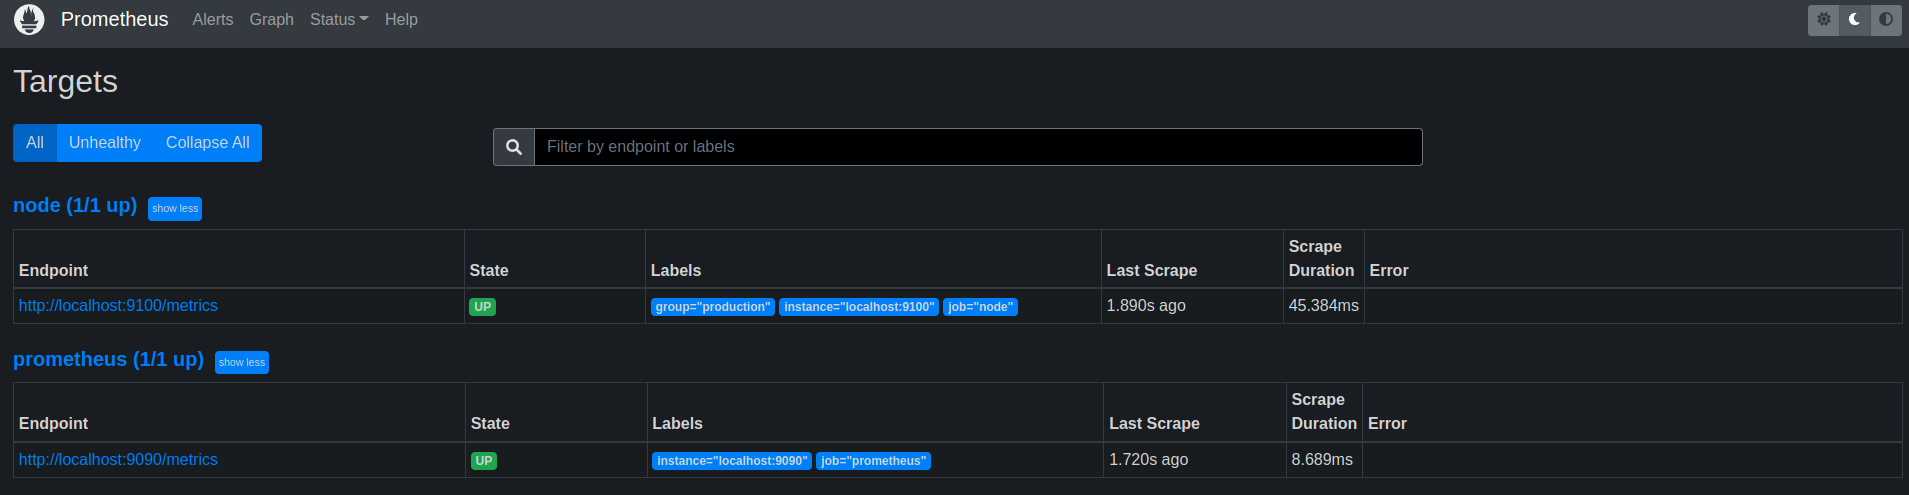 Prometheus Alerts Graph Status Help
Targets
All Unhealthy Collapse All
Filter by endpoint or labels
node (1/1 up) show less
Endpoint State Labels Last Scrape Scrape Duration Error
http://localhost:9100/metrics UP group="production" instance="localhost:9100" job="node" 1.890s ago 45.384ms
prometheus (1/1 up) show less
Endpoint State Labels Last Scrape Scrape Duration Error
http://localhost:9090/metrics UP instance="localhost:9090" job="prometheus" 1.720s ago 8.689ms